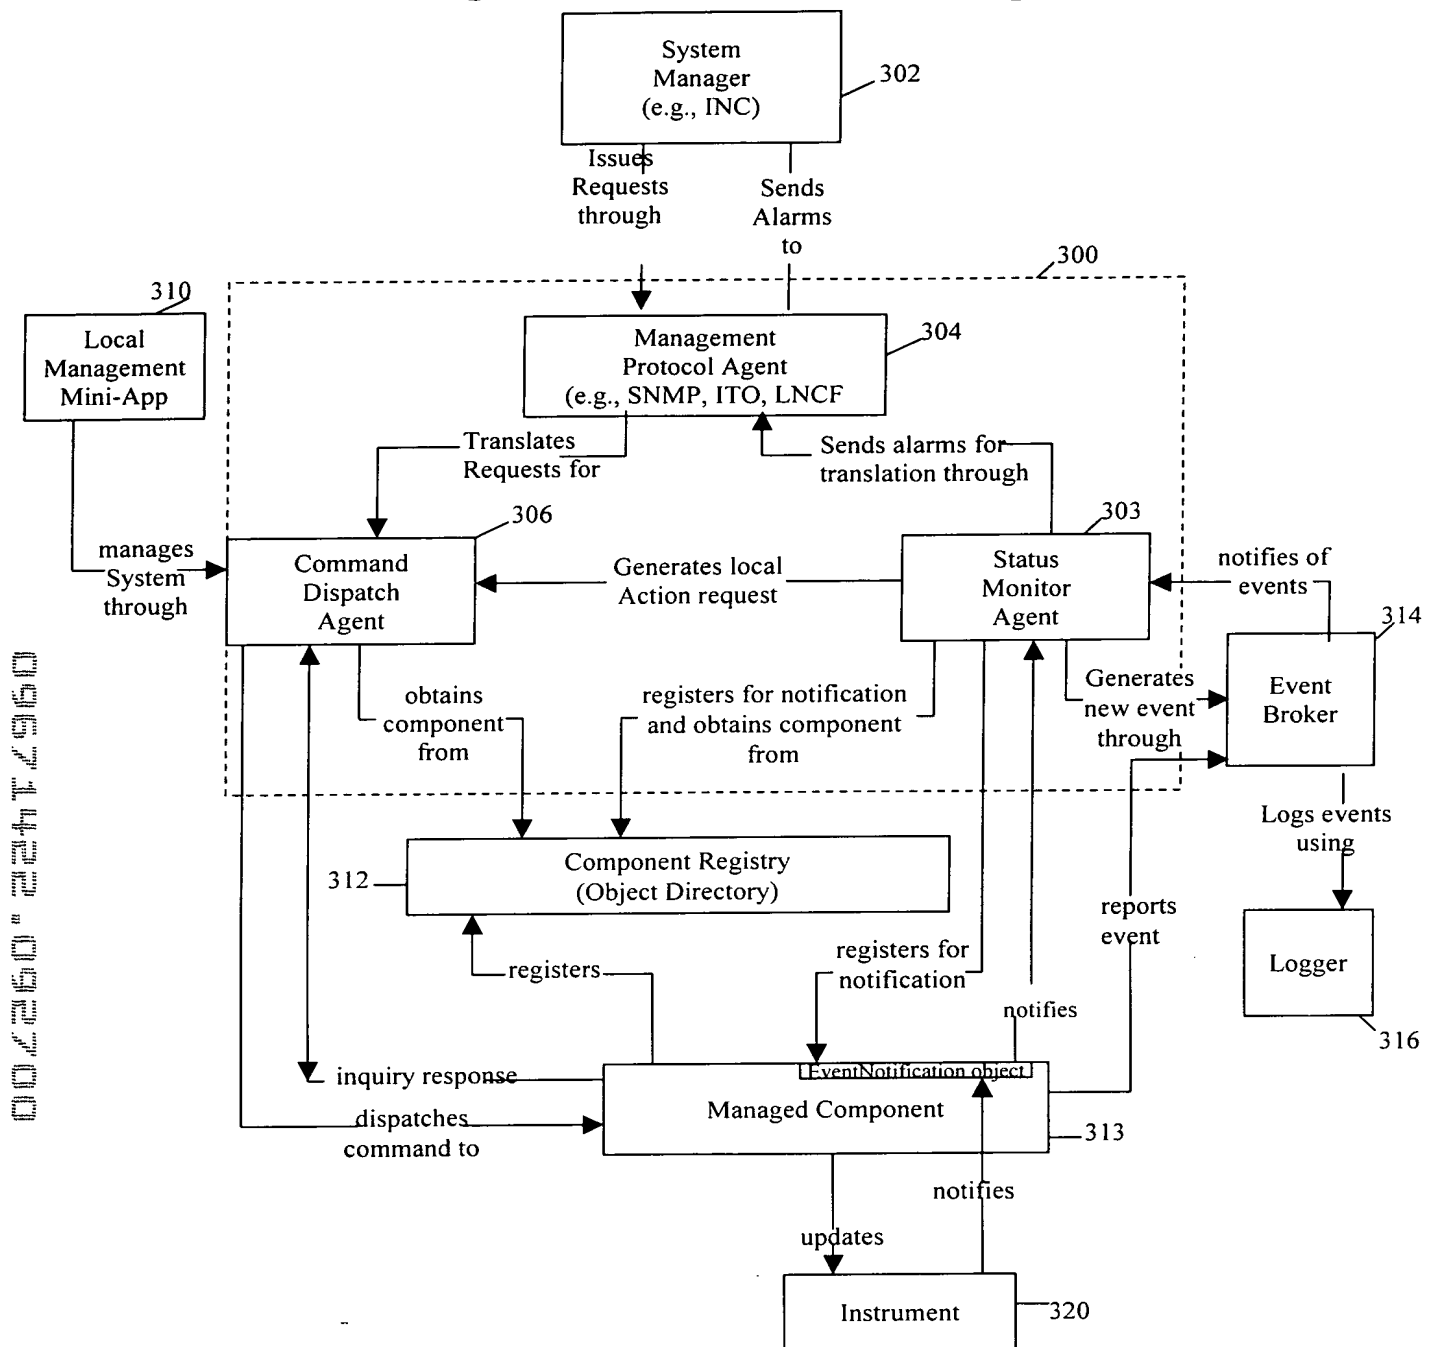 System
Manager
(e.g., INC)
302
Issues
Requests
through
Sends
Alarms
to
300
310
Local
Management
Mini-App
Management
Protocol Agent
(e.g., SNMP, ITO, LNCF
304
Translates
Requests for
Sends alarms for
translation through
306
303
manages
System
through
Command
Dispatch
Agent
Generates local
Action request
Status
Monitor
Agent
notifies of
events
314
obtains
component
from
registers for notification
and obtains component
from
Generates
new event
through
Event
Broker
Logs events
using
312
Component Registry
(Object Directory)
reports
event
registers
registers for
notification
Logger
notifies
316
inquiry response
EventNotification object
Managed Component
dispatches
command to
313
notifies
updates
Instrument
320
09671422.092700